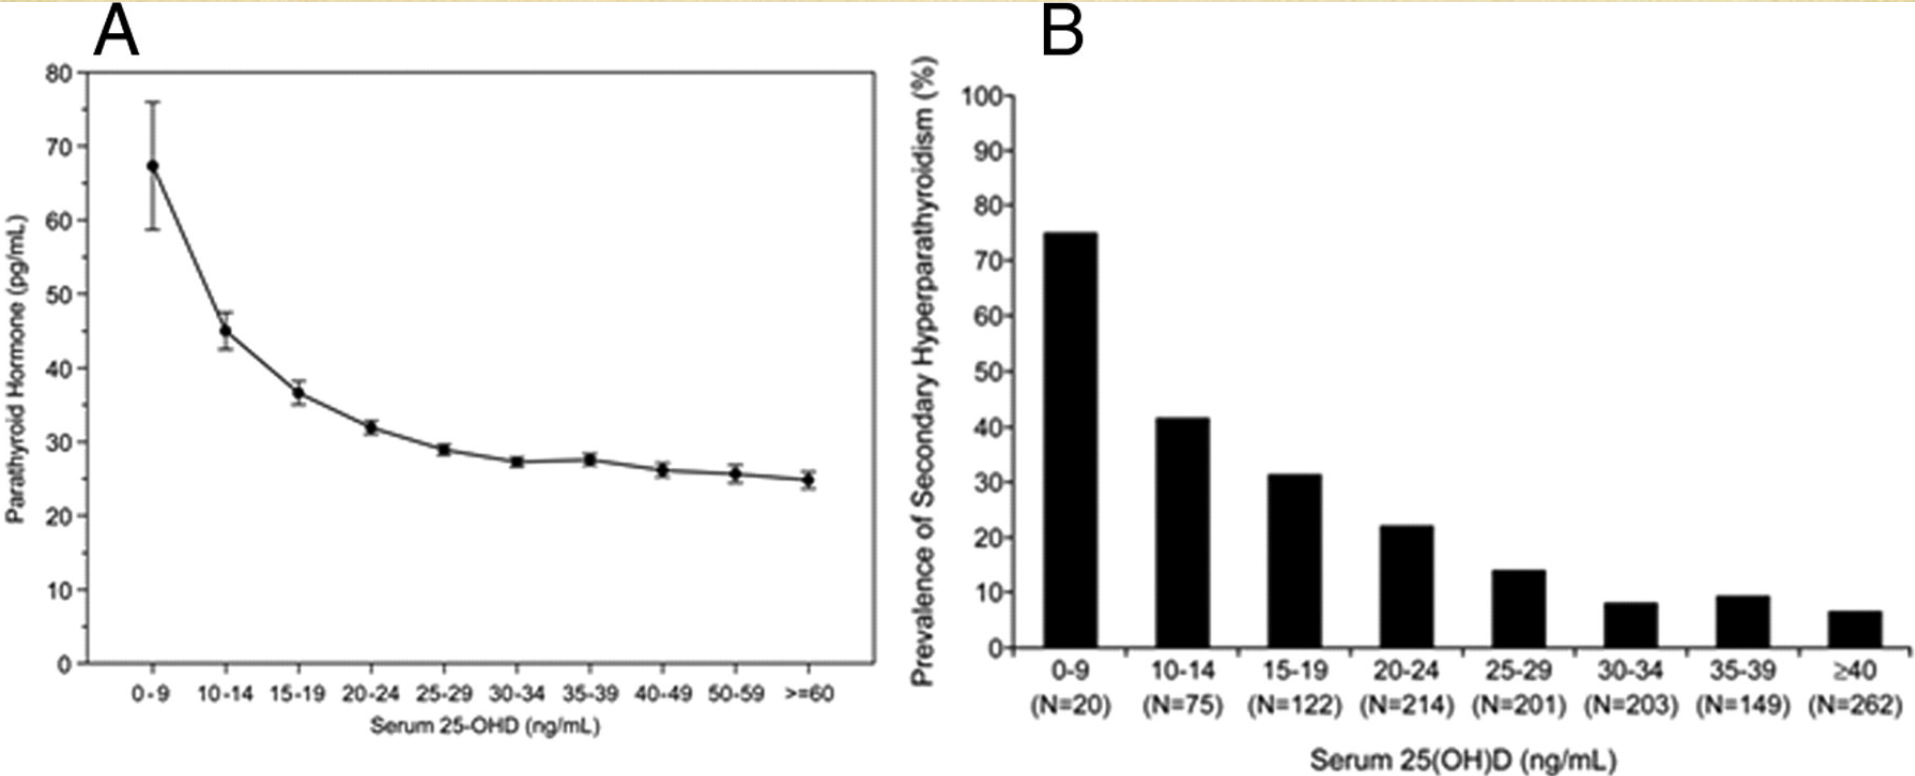 A
80
70
60
50
40
30
20
10
0
Parathyroid Hormone (pg/mL)
0-9 10-14 15-19 20-24 25-29 30-34 35-39 40-49 50-59 >=60
Serum 25-OHD (ng/mL)
B
100
90
80
70
60
50
40
30
20
10
0
Prevalence of Secondary Hyperparathyroidism (%)
0-9 10-14 15-19 20-24 25-29 30-34 35-39 ≥40
(N=20) (N=75) (N=122) (N=214) (N=201) (N=203) (N=149) (N=262)
Serum 25(OH)D (ng/mL)